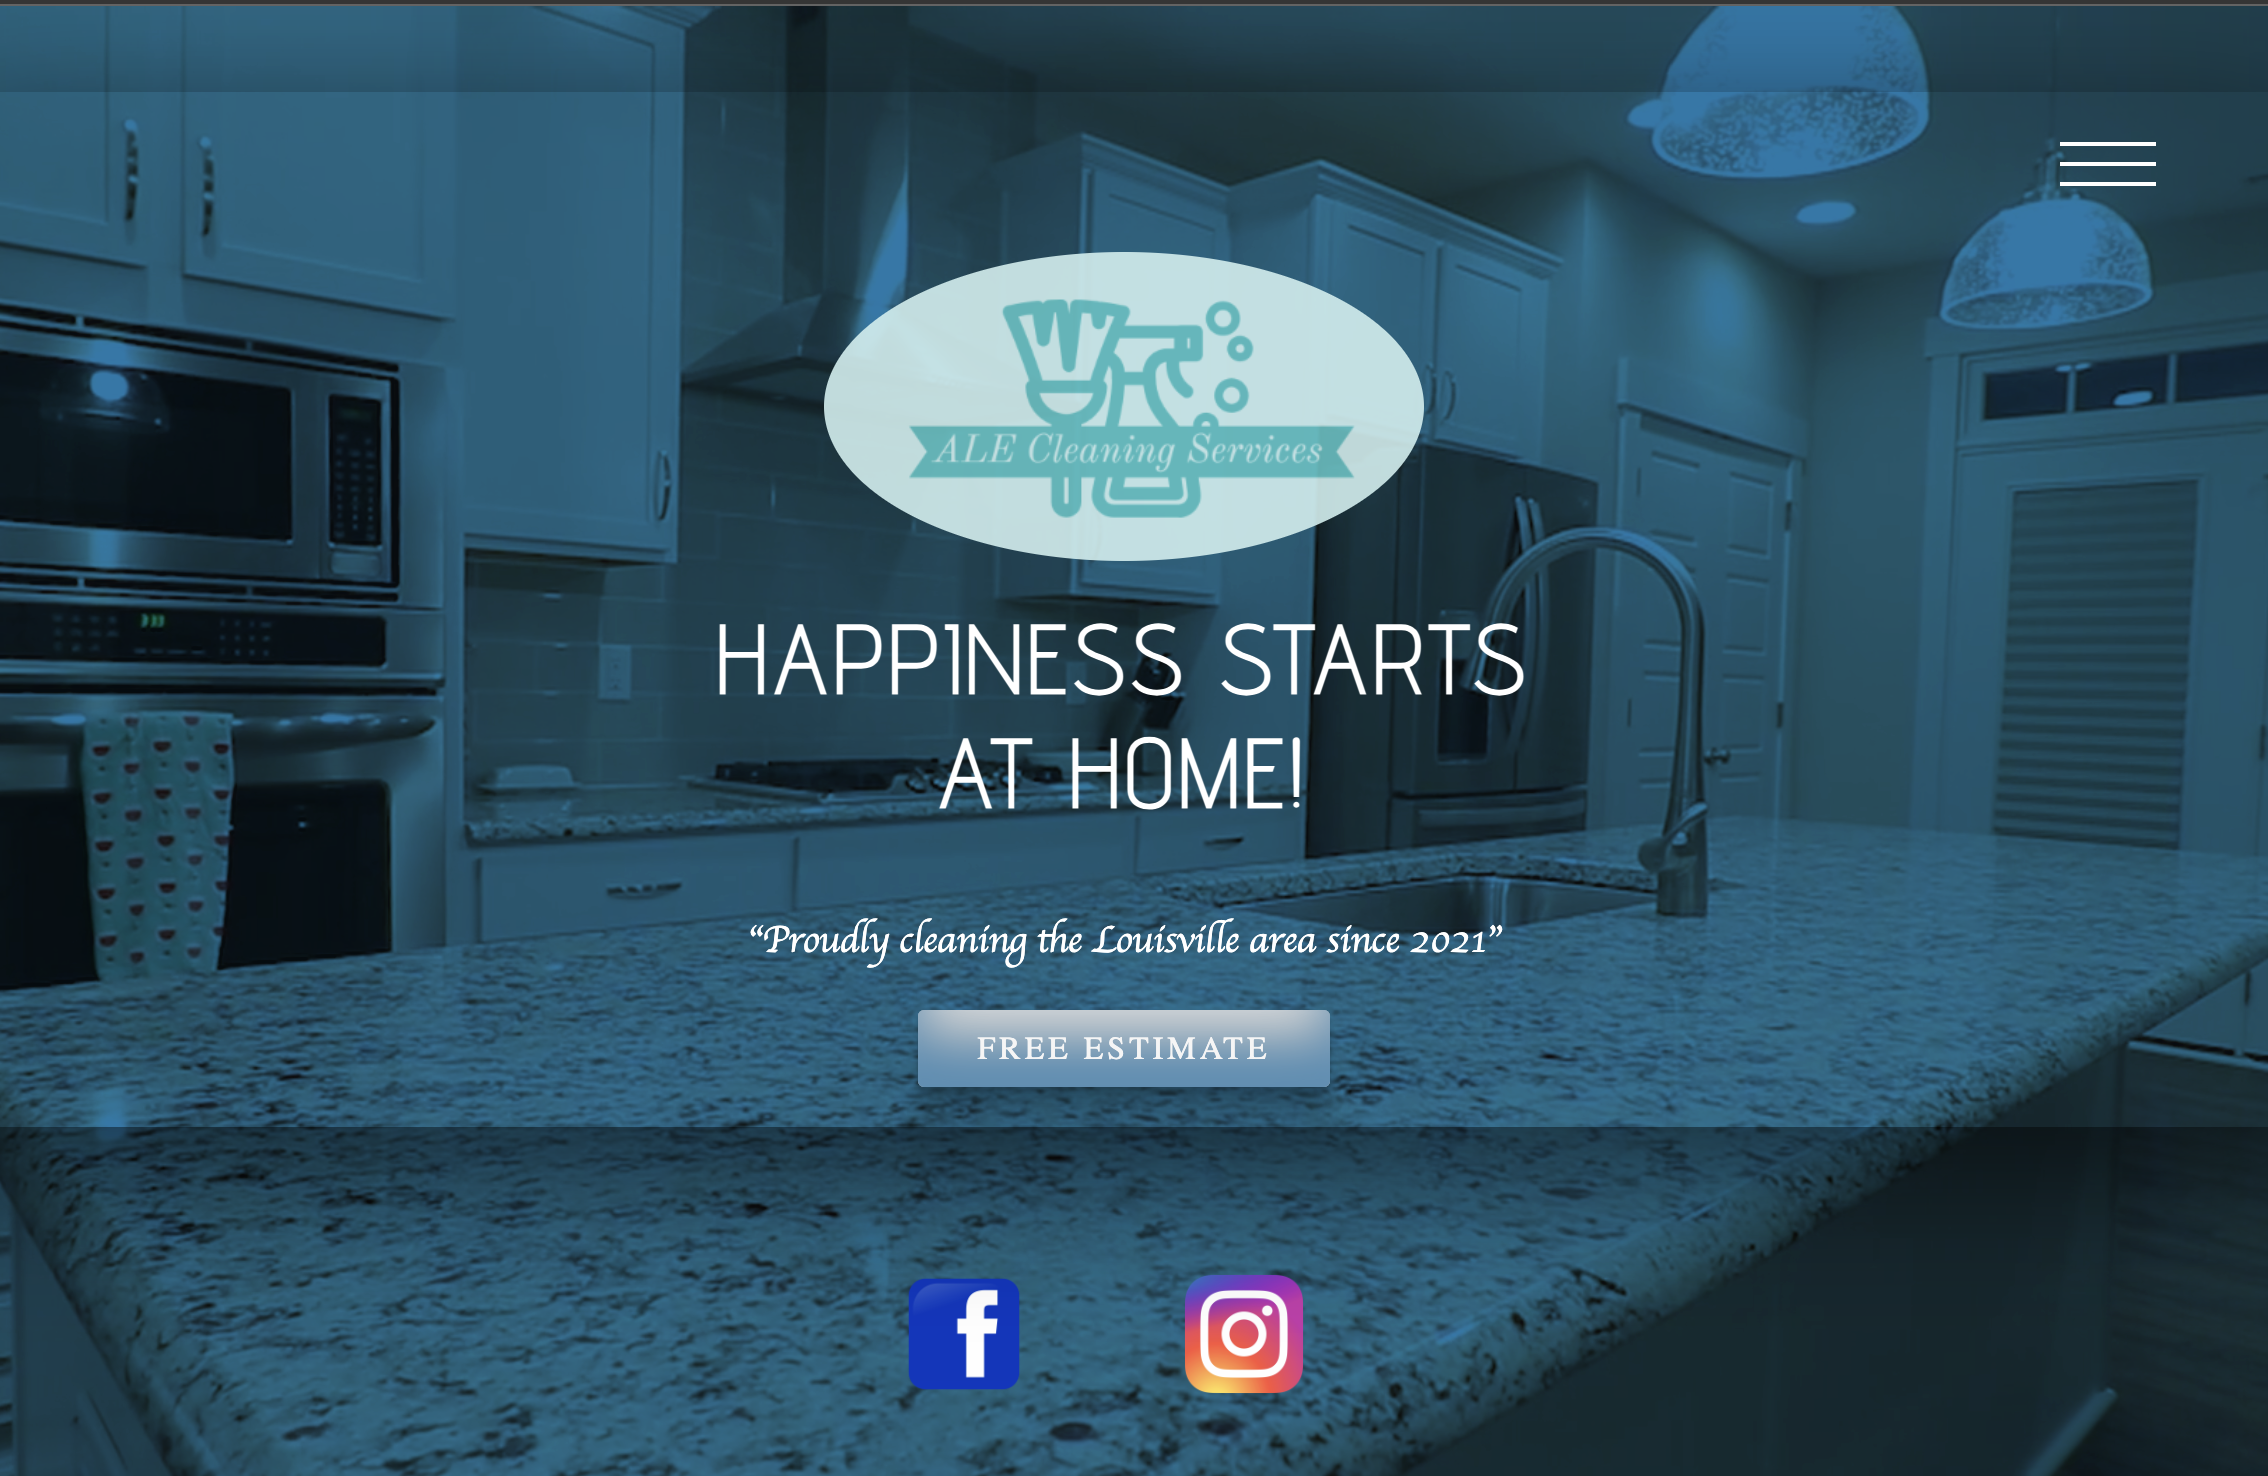 ALE Cleaning Services
HAPPINESS STARTS
AT HOME!
“Proudly cleaning the Louisville area since 2021”
FREE ESTIMATE
f